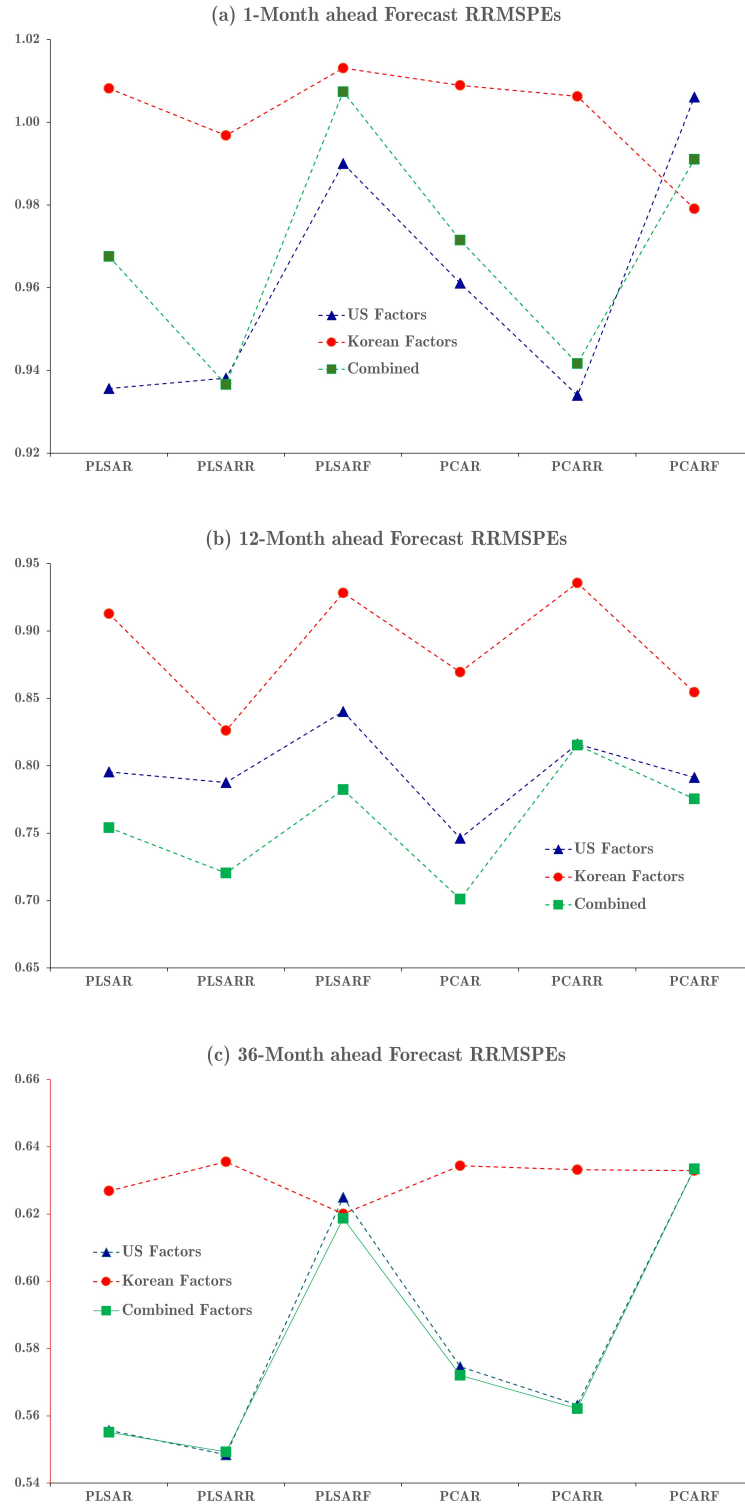 (a) 1-Month ahead Forecast RRMSPEs
1.02
1.00
0.98
0.96
0.94
0.92
US Factors
Korean Factors
Combined
PLSAR PLSARR PLSARF PCAR PCARR PCARF
(b) 12-Month ahead Forecast RRMSPEs
0.95
0.90
0.85
0.80
0.75
0.70
0.65
US Factors
Korean Factors
Combined
PLSAR PLSARR PLSARF PCAR PCARR PCARF
(c) 36-Month ahead Forecast RRMSPEs
0.66
0.64
0.62
0.60
0.58
0.56
0.54
US Factors
Korean Factors
Combined Factors
PLSAR PLSARR PLSARF PCAR PCARR PCARF